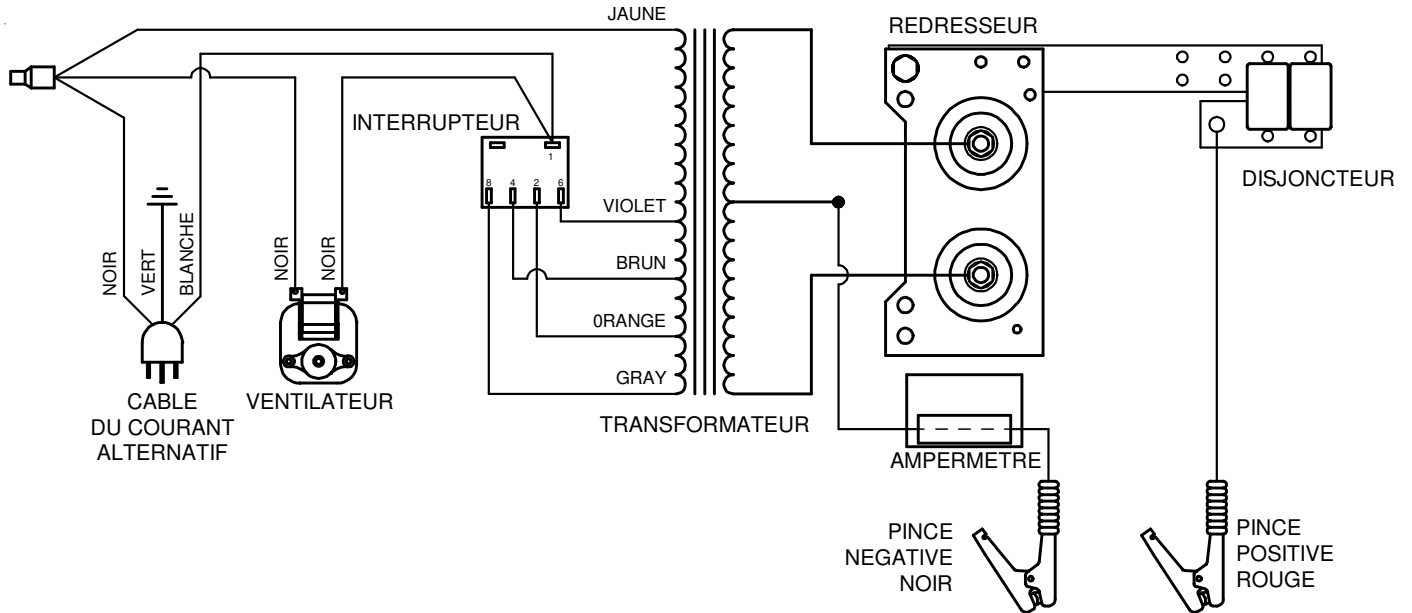 JAUNE
REDRESSEUR
INTERRUPTEUR
1
8 4 2 6
DISJONCTEUR
VIOLET
NOIR
VERT
BLANCHE
NOIR
NOIR
BRUN
0RANGE
GRAY
CABLE
DU COURANT
ALTERNATIF
VENTILATEUR
TRANSFORMATEUR
AMPERMETRE
PINCE
NEGATIVE
NOIR
PINCE
POSITIVE
ROUGE